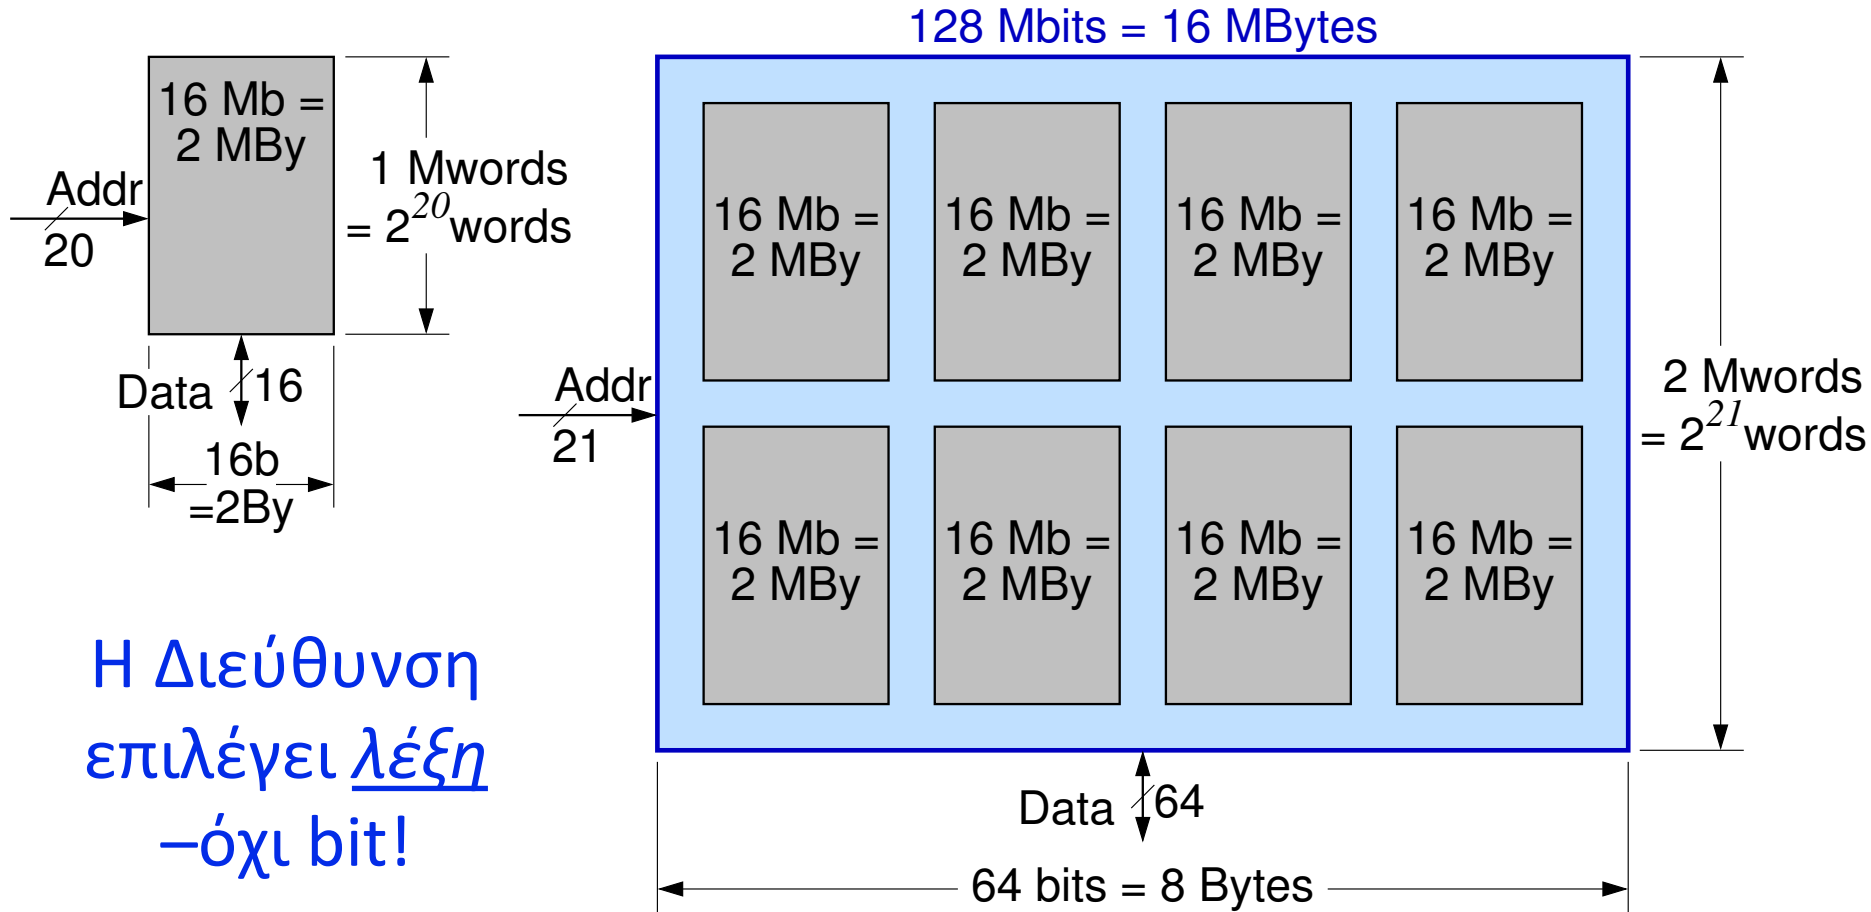 128 Mbits = 16 MBytes
16 Mb =
2 MBy
Addr
20
1 Mwords
= 2^20 words
Data 16
16b
=2By
Η Διεύθυνση
επιλέγει λέξη
–όχι bit!
Addr
21
16 Mb =
2 MBy
16 Mb =
2 MBy
16 Mb =
2 MBy
16 Mb =
2 MBy
16 Mb =
2 MBy
16 Mb =
2 MBy
16 Mb =
2 MBy
16 Mb =
2 MBy
2 Mwords
= 2^21 words
Data 64
64 bits = 8 Bytes